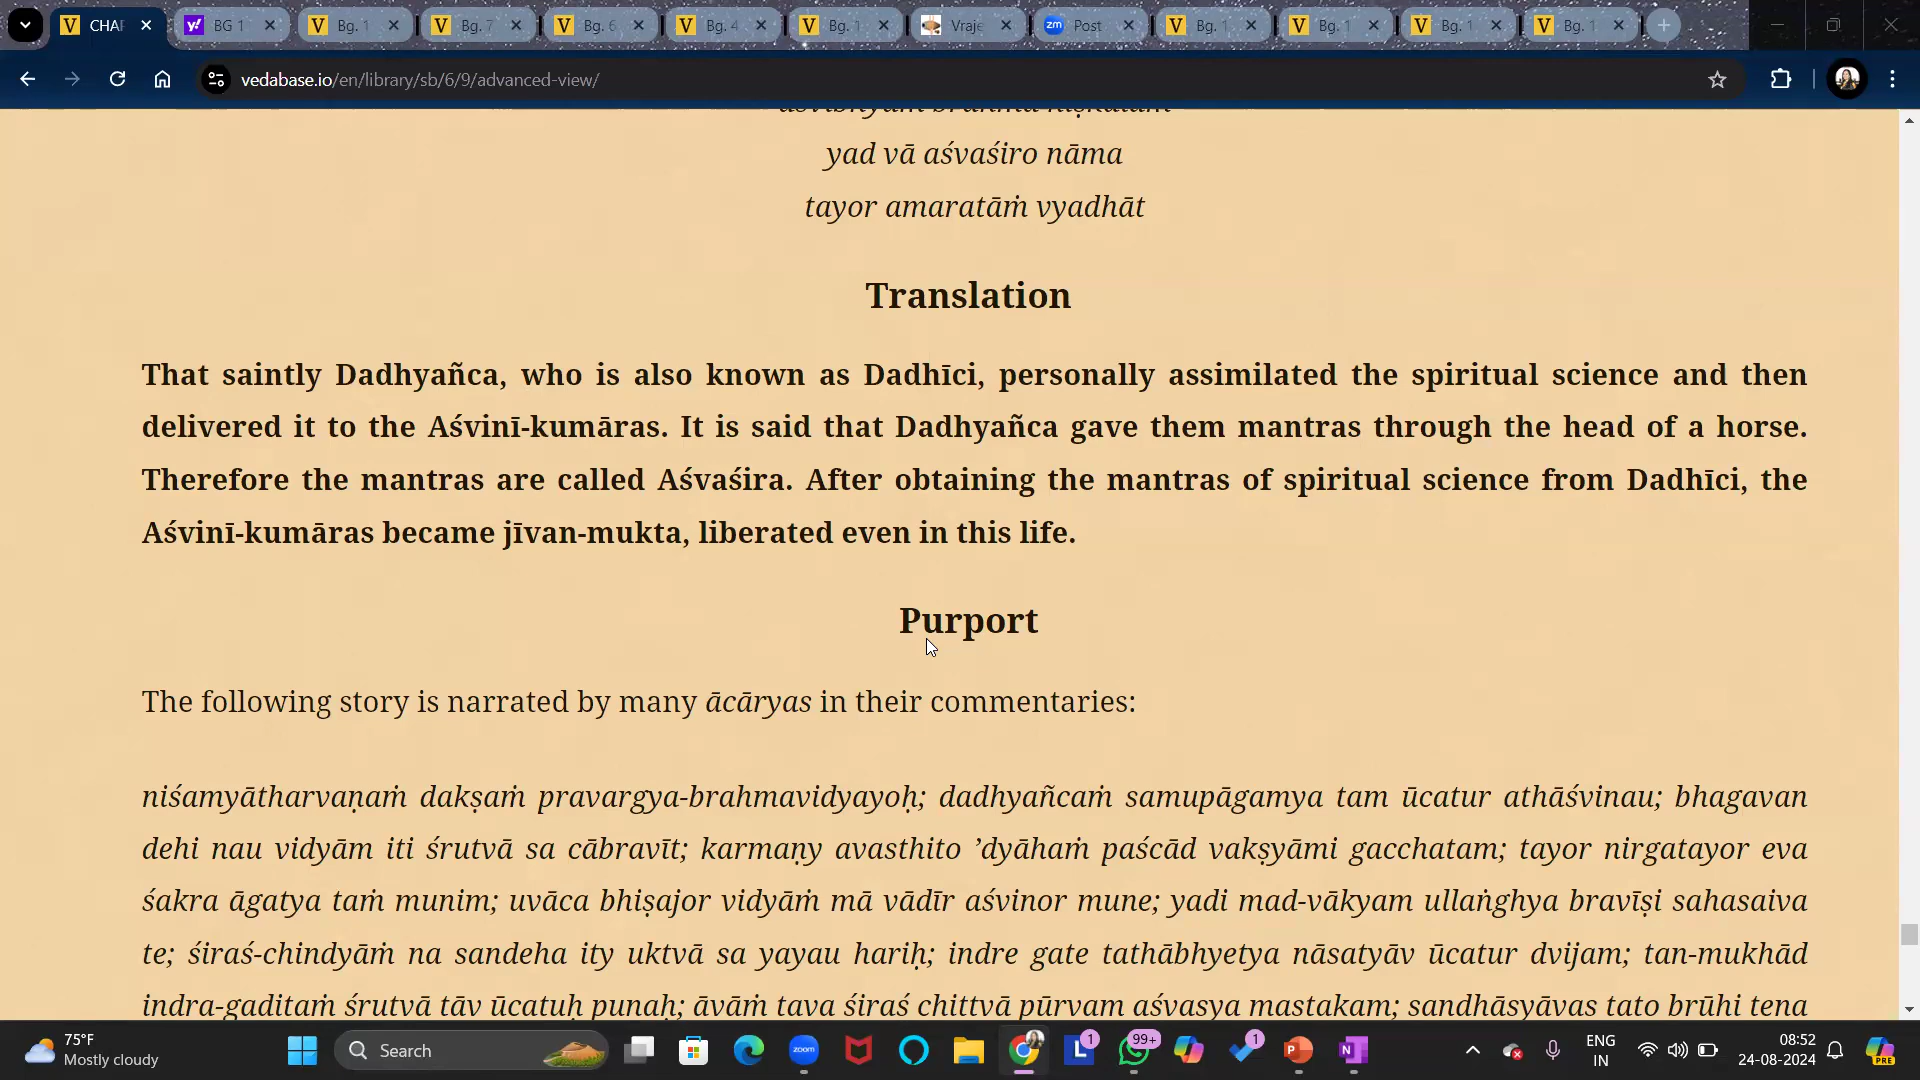 CHAP
BG 1
Bg. 1
Bg. 7
Bg. 6
Bg. 4
Bg. 1
Vraje
zm
Post
Bg. 1
Bg. 1
Bg. 1
Bg. 1
vedabase.io/en/library/sb/6/9/advanced-view/
yad vā aśvaśiro nāma
tayor amaratāṁ vyadhāt
Translation
That saintly Dadhyañca, who is also known as Dadhīci, personally assimilated the spiritual science and then
delivered it to the Aśvinī-kumāras. It is said that Dadhyañca gave them mantras through the head of a horse.
Therefore the mantras are called Aśvaśira. After obtaining the mantras of spiritual science from Dadhīci, the
Aśvinī-kumāras became jīvan-mukta, liberated even in this life.
Purport
The following story is narrated by many ācāryas in their commentaries:
niśamyātharvaṇaṁ dakṣaṁ pravargya-brahmavidyayoḥ; dadhyañcaṁ samupāgamya tam ūcatur athāśvinau; bhagavan
dehi nau vidyām iti śrutvā sa cābravīt; karmaṇy avasthito ’dyāhaṁ paścād vakṣyāmi gacchatam; tayor nirgatayor eva
śakra āgatya taṁ munim; uvāca bhiṣajor vidyāṁ mā vādīr aśvinor mune; yadi mad-vākyam ullaṅghya bravīṣi sahasaiva
te; śiraś-chindyāṁ na sandeha ity uktvā sa yayau hariḥ; indre gate tathābhyetya nāsatyāv ūcatur dvijam; tan-mukhād
indra-gaditaṁ śrutvā tāv ūcatuḥ punaḥ; āvāṁ tava śiraś chittvā pūrvam aśvasya mastakam; sandhāsyāvas tato brūhi tena
75°F
Mostly cloudy
Search
zoom
1
99+
1
ENG
IN
08:52
24-08-2024
PRE